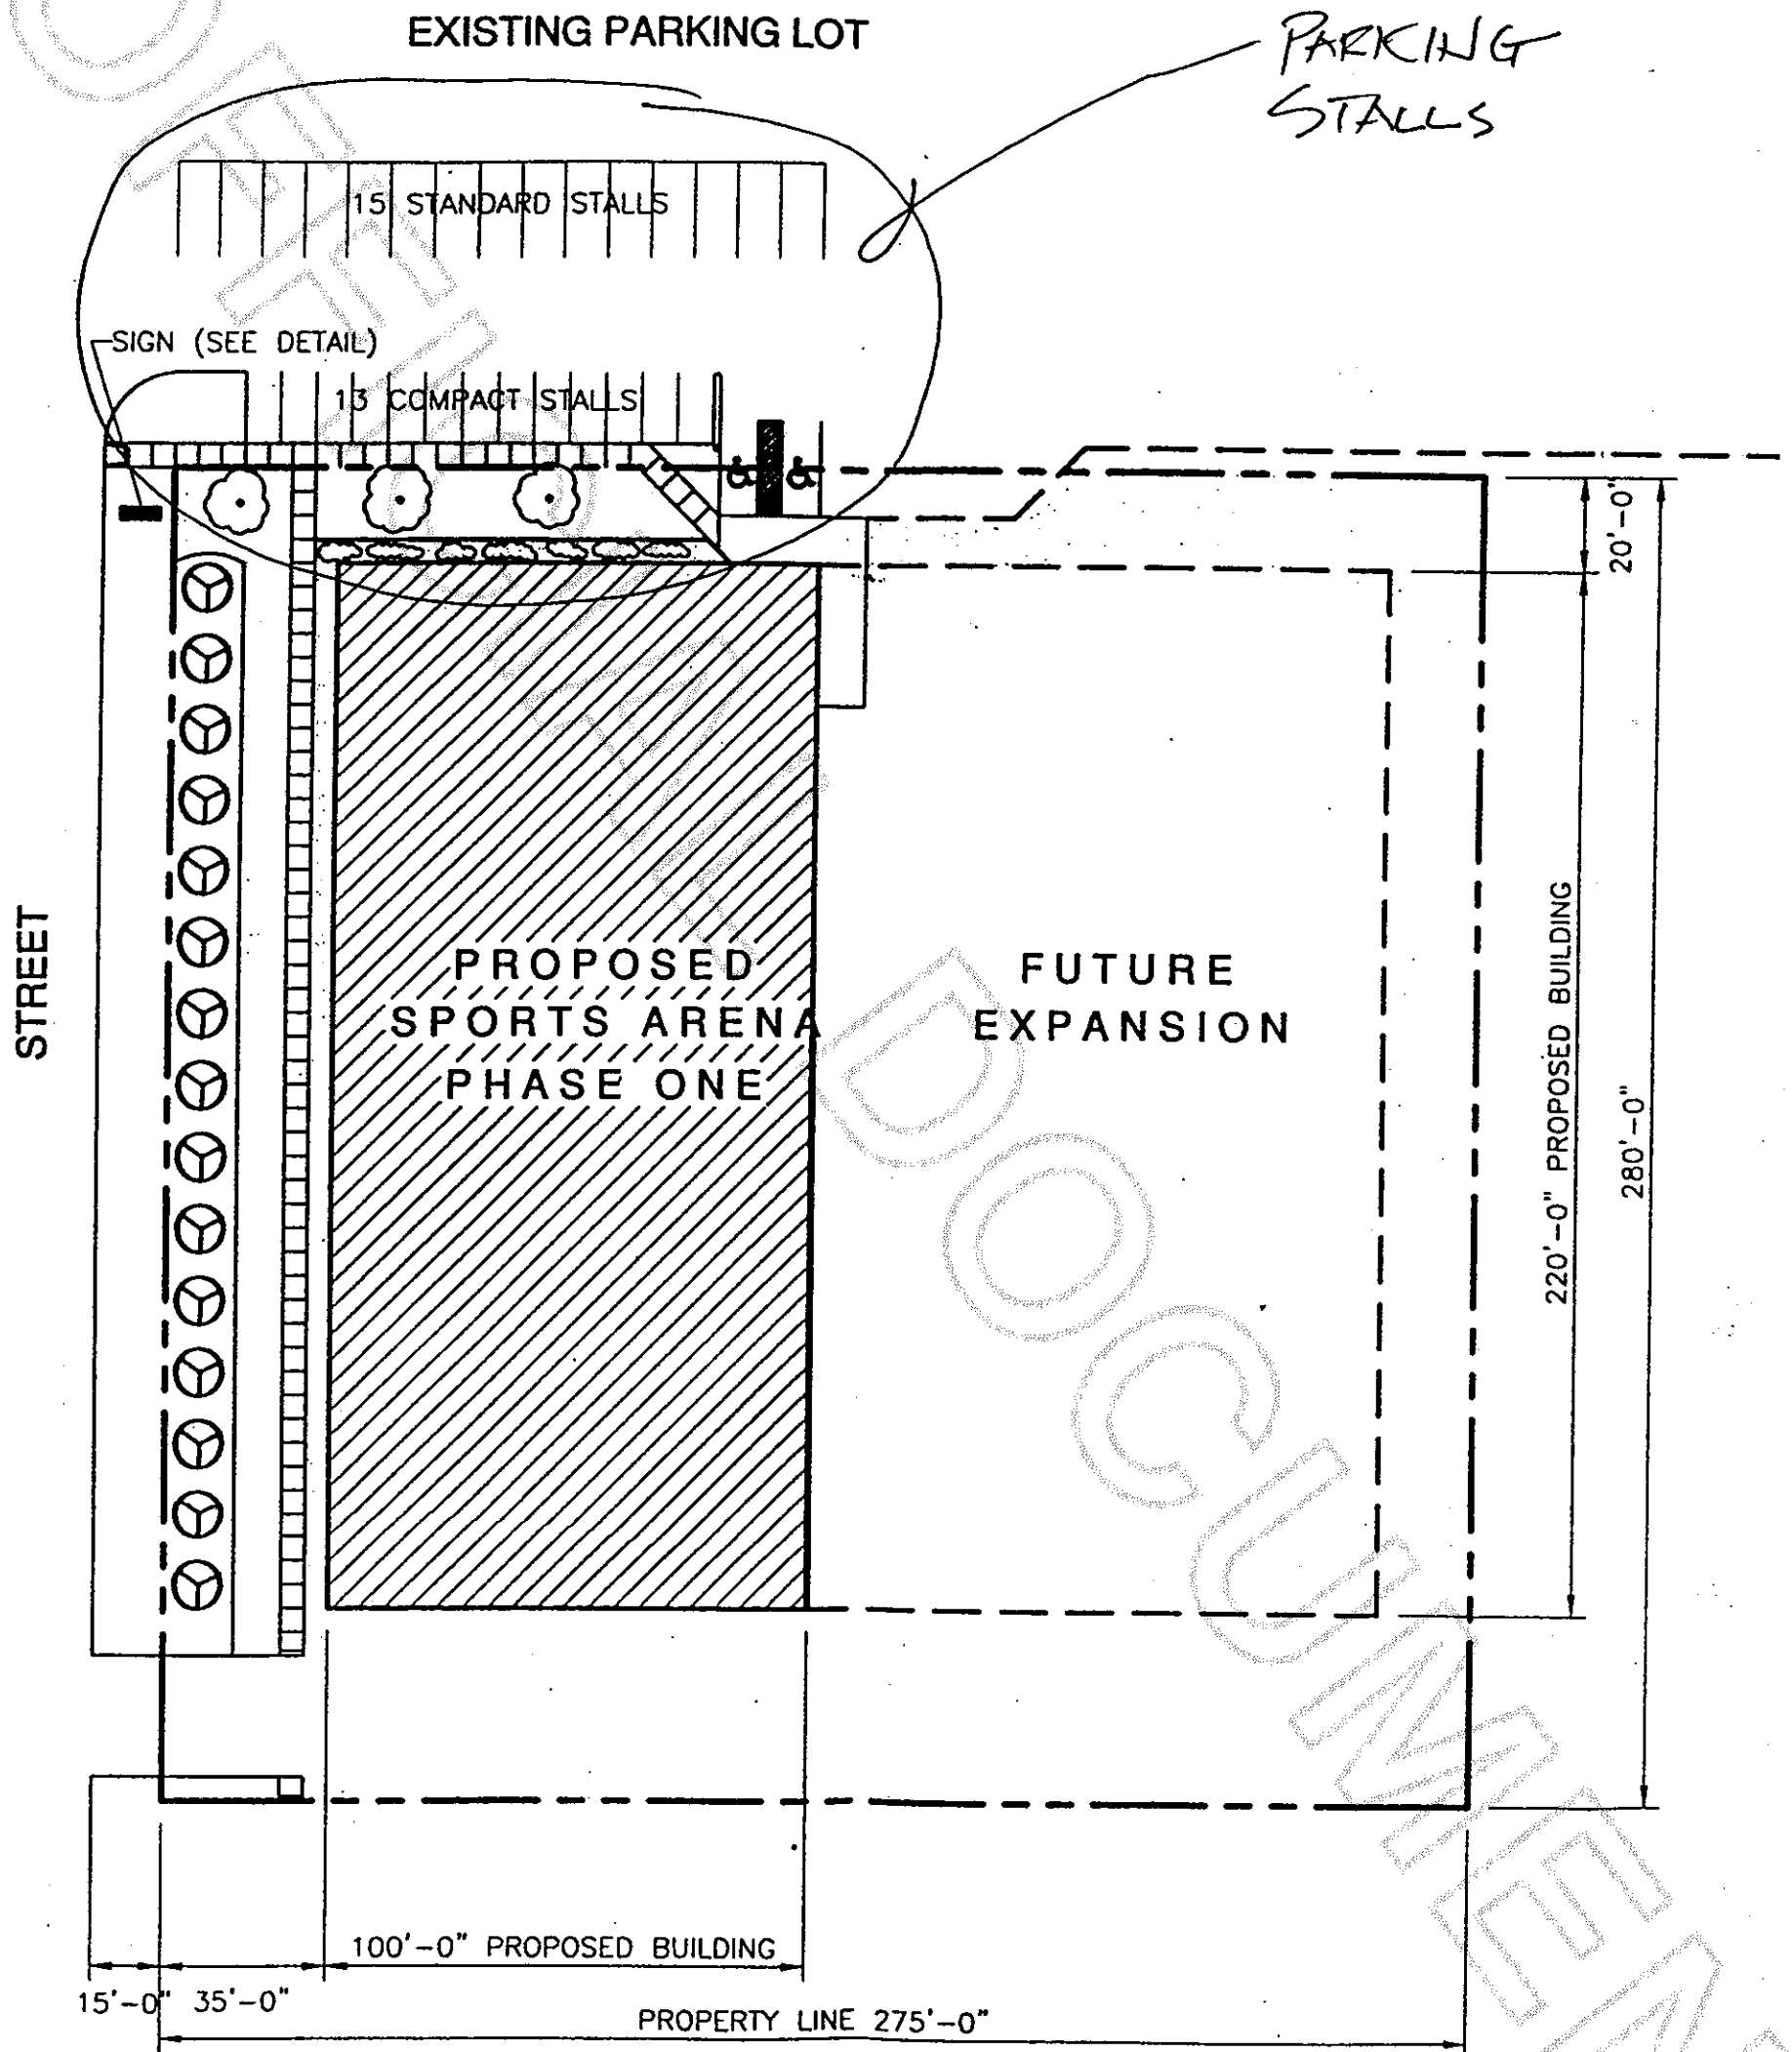 EXISTING PARKING LOT
PARKING
STALLS
15 STANDARD STALLS
SIGN (SEE DETAIL)
13 COMPACT STALLS
20'-0"
STREET
PROPOSED
SPORTS ARENA
PHASE ONE
FUTURE
EXPANSION
220'-0" PROPOSED BUILDING
280'-0"
100'-0" PROPOSED BUILDING
15'-0" 35'-0"
PROPERTY LINE 275'-0"